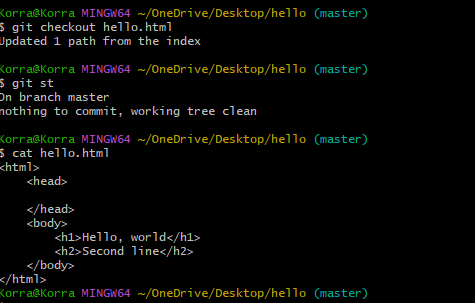 Korra@Korra MINGW64 ~/OneDrive/Desktop/hello (master)
$ git checkout hello.html
Updated 1 path from the index

Korra@Korra MINGW64 ~/OneDrive/Desktop/hello (master)
$ git st
On branch master
nothing to commit, working tree clean

Korra@Korra MINGW64 ~/OneDrive/Desktop/hello (master)
$ cat hello.html
<html>
    <head>

    </head>
    <body>
        <h1>Hello, world</h1>
        <h2>Second line</h2>
    </body>
</html>
Korra@Korra MINGW64 ~/OneDrive/Desktop/hello (master)